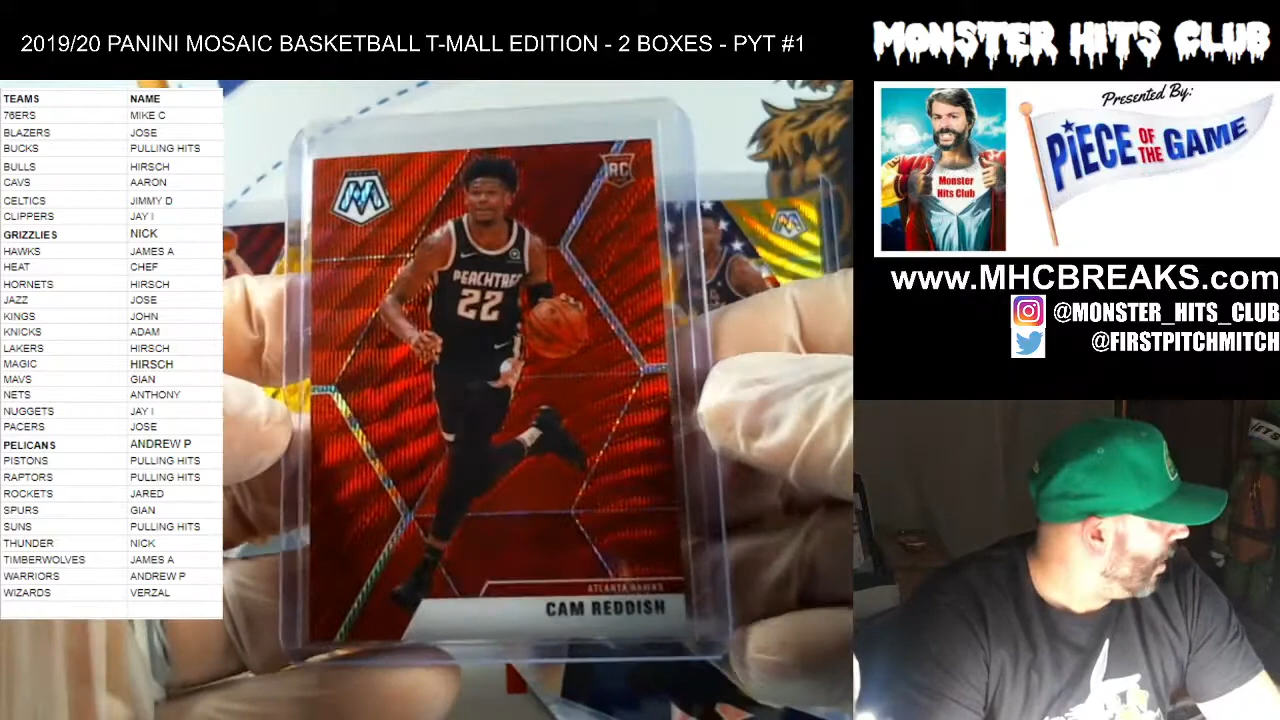 2019/20 PANINI MOSAIC BASKETBALL T-MALL EDITION - 2 BOXES - PYT #1
MONSTER HITS CLUB
TEAMS NAME
76ERS MIKE C
BLAZERS JOSE
BUCKS PULLING HITS
BULLS HIRSCH
CAVS AARON
CELTICS JIMMY D
CLIPPERS JAY I
GRIZZLIES NICK
HAWKS JAMES A
HEAT CHEF
HORNETS HIRSCH
JAZZ JOSE
KINGS JOHN
KNICKS ADAM
LAKERS HIRSCH
MAGIC HIRSCH
MAVS GIAN
NETS ANTHONY
NUGGETS JAY I
PACERS JOSE
PELICANS ANDREW P
PISTONS PULLING HITS
RAPTORS PULLING HITS
ROCKETS JARED
SPURS GIAN
SUNS PULLING HITS
THUNDER NICK
TIMBERWOLVES JAMES A
WARRIORS ANDREW P
WIZARDS VERZAL
M
RC
PEACHTREE
22
ATLANTA HAWKS
CAM REDDISH
Monster
Hits Club
Presented By:
PIECE OF THE GAME
www.MHCBREAKS.com
@MONSTER_HITS_CLUB
@FIRSTPITCHMITCH